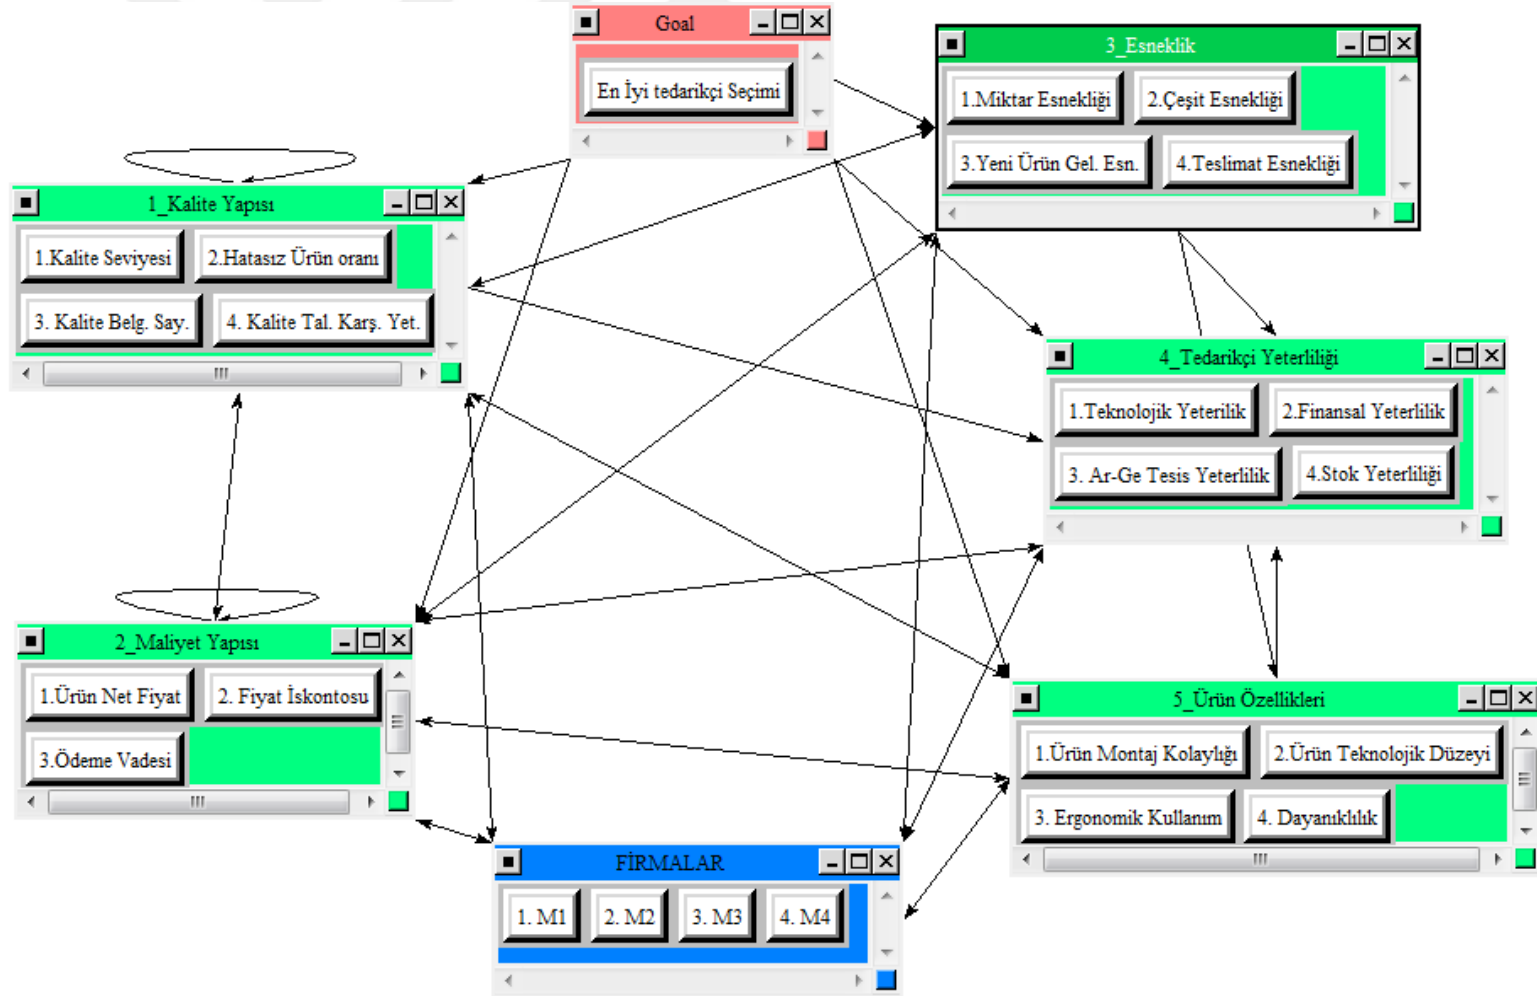 Goal
En İyi tedarikçi Seçimi
3_Esneklik
1.Miktar Esnekliği 2.Çeşit Esnekliği
3.Yeni Ürün Gel. Esn. 4.Teslimat Esnekliği
1_Kalite Yapısı
1.Kalite Seviyesi 2.Hatasız Ürün oranı
3. Kalite Belg. Say. 4. Kalite Tal. Karş. Yet.
4_Tedarikçi Yeterliliği
1.Teknolojik Yeterilik 2.Finansal Yeterlilik
3. Ar-Ge Tesis Yeterlilik 4.Stok Yeterliliği
2_Maliyet Yapısı
1.Ürün Net Fiyat 2. Fiyat İskontosu
3.Ödeme Vadesi
5_Ürün Özellikleri
1.Ürün Montaj Kolaylığı 2.Ürün Teknolojik Düzeyi
3. Ergonomik Kullanım 4. Dayanıklılık
FİRMALAR
1. M1 2. M2 3. M3 4. M4